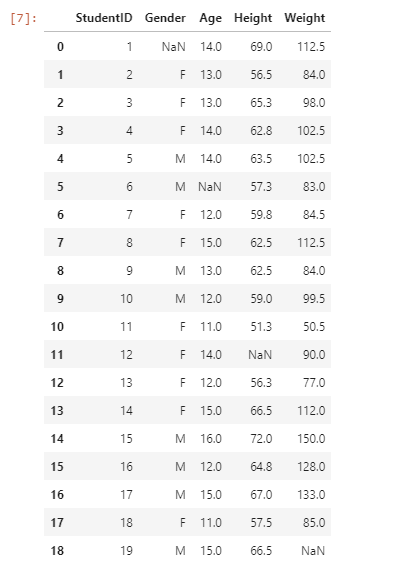 [7]: StudentID Gender Age Height Weight
0 1 NaN 14.0 69.0 112.5
1 2 F 13.0 56.5 84.0
2 3 F 13.0 65.3 98.0
3 4 F 14.0 62.8 102.5
4 5 M 14.0 63.5 102.5
5 6 M NaN 57.3 83.0
6 7 F 12.0 59.8 84.5
7 8 F 15.0 62.5 112.5
8 9 M 13.0 62.5 84.0
9 10 M 12.0 59.0 99.5
10 11 F 11.0 51.3 50.5
11 12 F 14.0 NaN 90.0
12 13 F 12.0 56.3 77.0
13 14 F 15.0 66.5 112.0
14 15 M 16.0 72.0 150.0
15 16 M 12.0 64.8 128.0
16 17 M 15.0 67.0 133.0
17 18 F 11.0 57.5 85.0
18 19 M 15.0 66.5 NaN